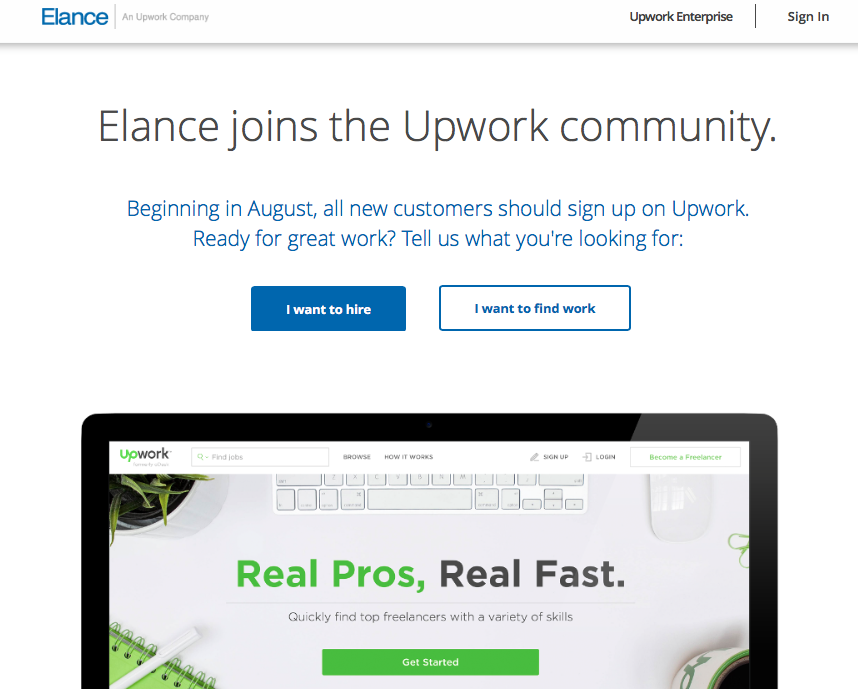 Elance An Upwork Company Upwork Enterprise Sign In
Elance joins the Upwork community.
Beginning in August, all new customers should sign up on Upwork.
Ready for great work? Tell us what you're looking for:
I want to hire I want to find work
Upwork Find jobs BROWSE HOW IT WORKS SIGN UP LOGIN Become a Freelancer
Real Pros, Real Fast.
Quickly find top freelancers with a variety of skills
Get Started